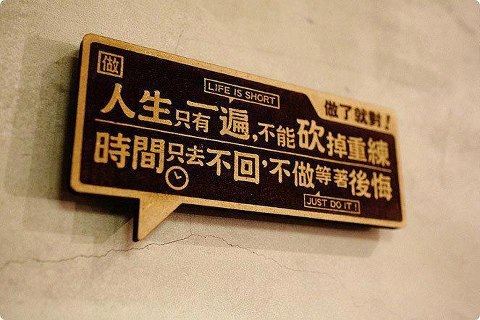 做
LIFE IS SHORT
做了就對!
人生只有一遍,不能砍掉重練
時間只去不回,不做等著後悔
JUST DO IT!